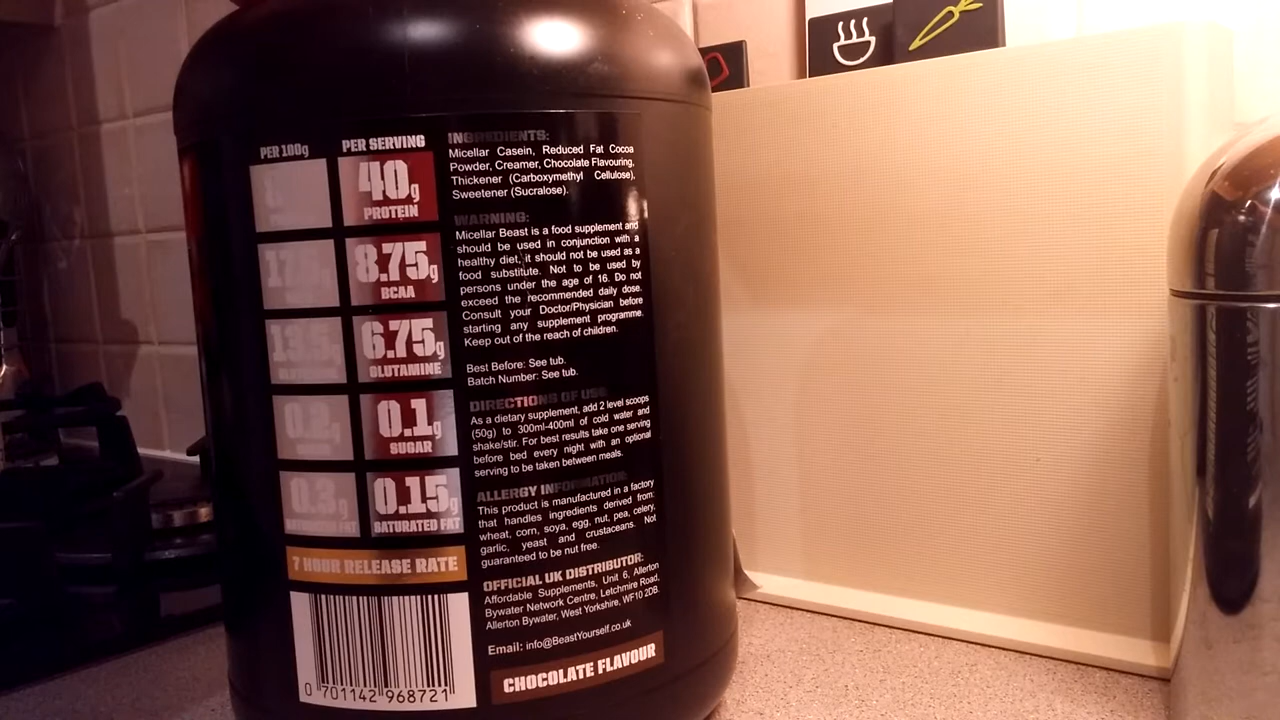 PER 100g PER SERVING
40g
PROTEIN
8.75g
BCAA
6.75g
GLUTAMINE
0.1g
SUGAR
0.3g 0.15g
SATURATED FAT
7 HOUR RELEASE RATE
0 701142 968721
INGREDIENTS:
Micellar Casein, Reduced Fat Cocoa
Powder, Creamer, Chocolate Flavouring,
Thickener (Carboxymethyl Cellulose),
Sweetener (Sucralose).
WARNING:
Micellar Beast is a food supplement and
should be used in conjunction with a
healthy diet, it should not be used as a
food substitute. Not to be used by
persons under the age of 16. Do not
exceed the recommended daily dose.
Consult your Doctor/Physician before
starting any supplement programme.
Keep out of the reach of children.
Best Before: See tub.
Batch Number: See tub.
DIRECTIONS OF USE
As a dietary supplement, add 2 level scoops
(50g) to 300ml-400ml of cold water and
shake/stir. For best results take one serving
before bed every night with an optional
serving to be taken between meals.
ALLERGY INFORMATION
This product is manufactured in a factory
that handles ingredients derived from:
wheat, corn, soya, egg, nut, pea, celery,
garlic, yeast and crustaceans. Not
guaranteed to be nut free.
OFFICIAL UK DISTRIBUTOR:
Affordable Supplements, Unit 6, Allerton
Bywater Network Centre, Letchmire Road,
Allerton Bywater, West Yorkshire, WF10 2DB.
Email: info@BeastYourself.co.uk
CHOCOLATE FLAVOUR